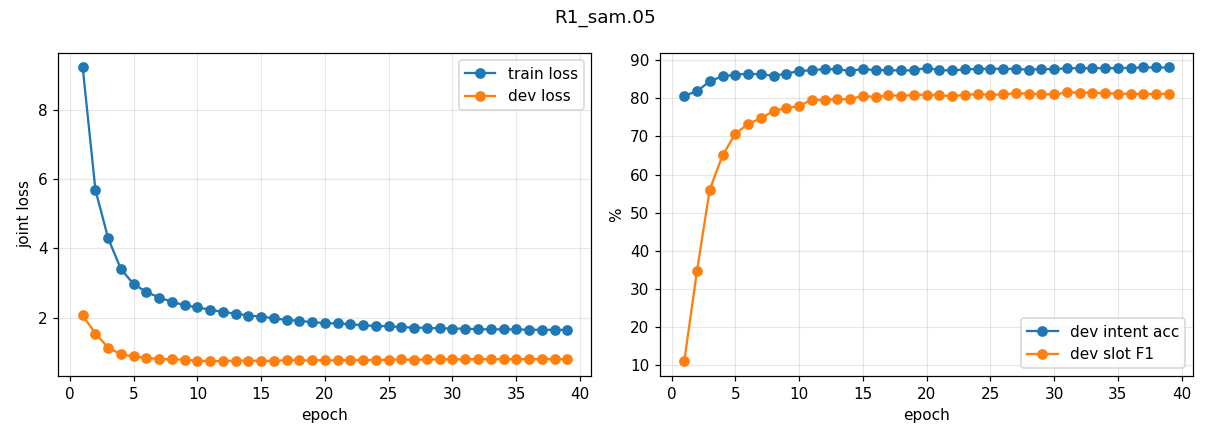 R1_sam.05
joint loss
8
6
4
2
0 5 10 15 20 25 30 35 40
epoch
train loss
dev loss
%
90
80
70
60
50
40
30
20
10
0 5 10 15 20 25 30 35 40
epoch
dev intent acc
dev slot F1